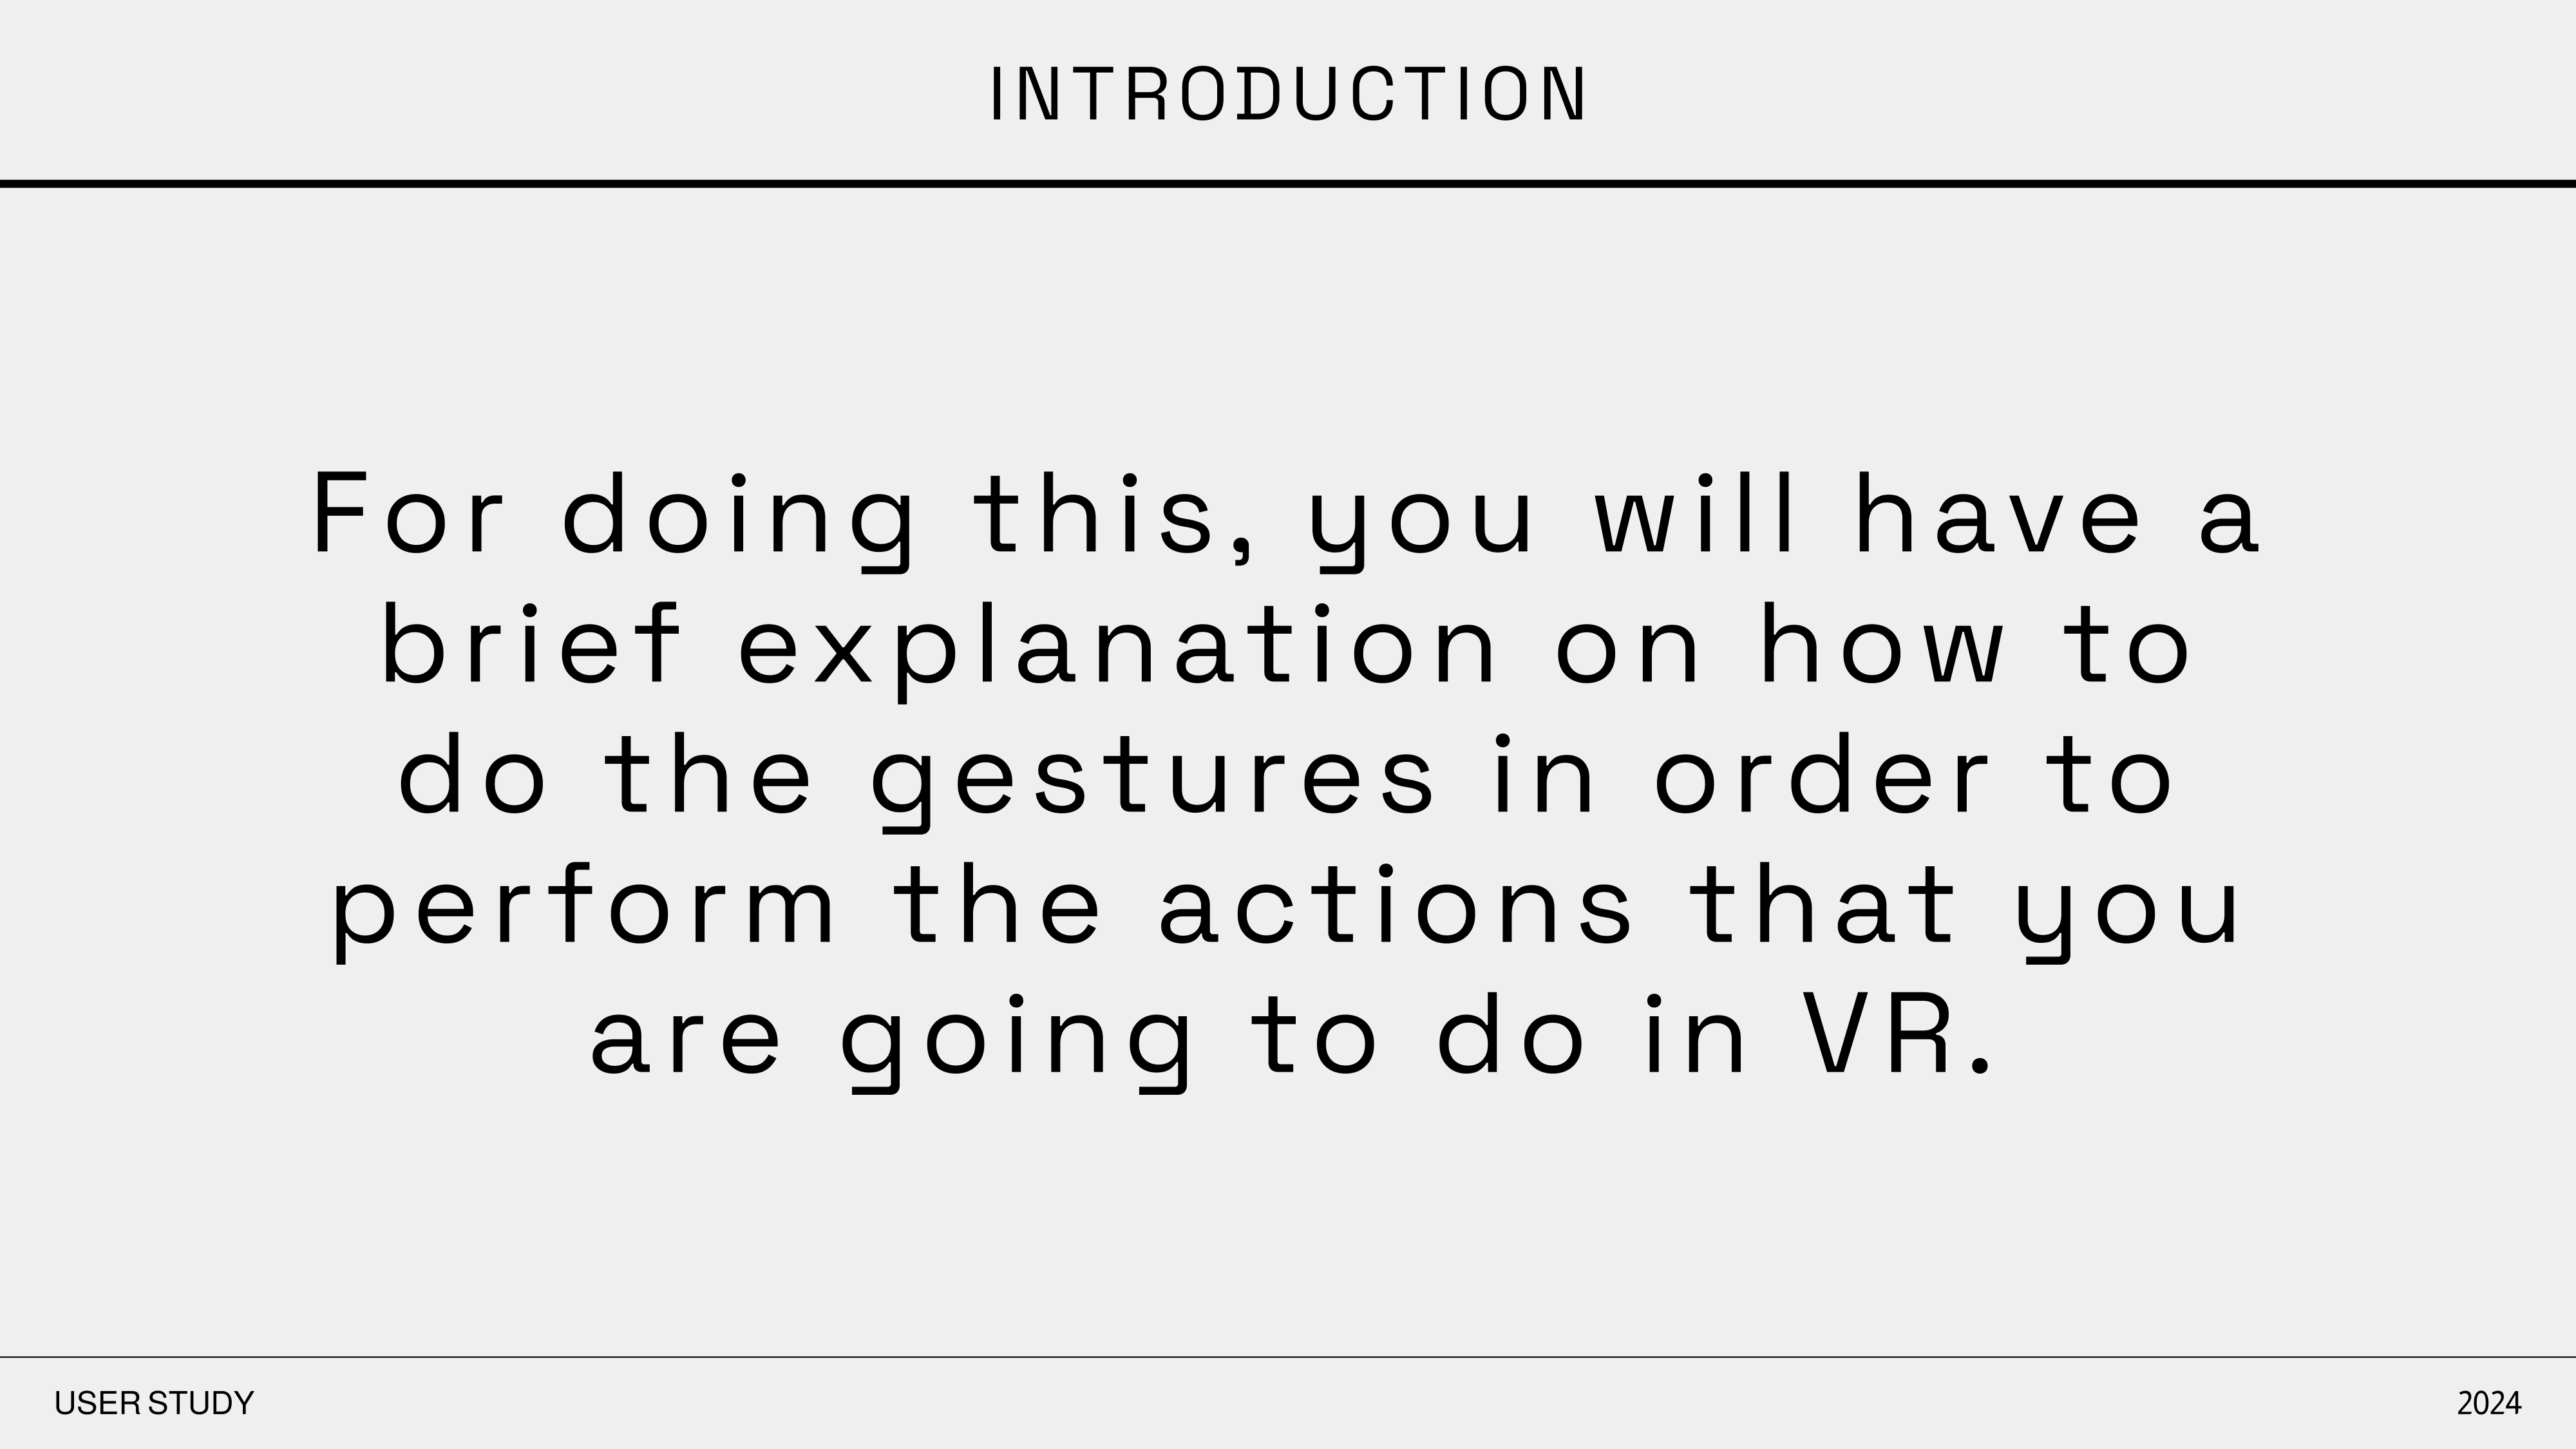 INTRODUCTION
For doing this, you will have a
brief explanation on how to
do the gestures in order to
perform the actions that you
are going to do in VR.
USER STUDY
2024